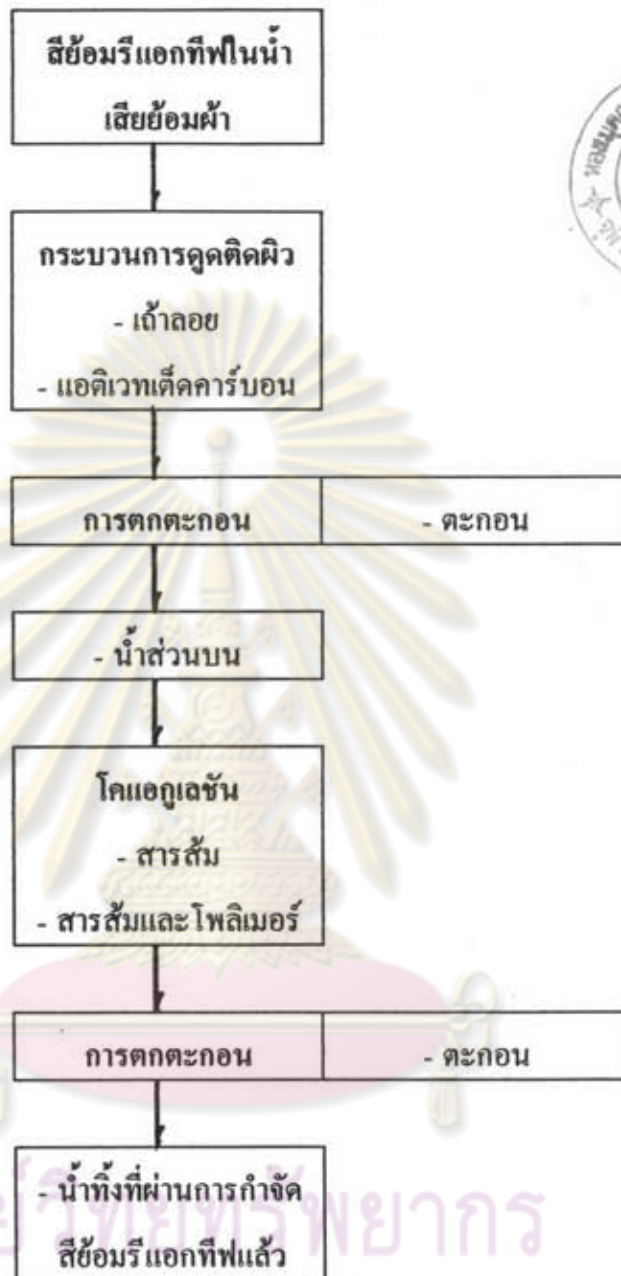 สีย้อมรีแอกทีฟในน้ำ
เสียย้อมผ้า
กระบวนการดูดติดผิว
- เถ้าลอย
- แอติเวทเต็ดคาร์บอน
การตกตะกอน - ตะกอน
- น้ำส่วนบน
โคแอกูเลชัน
- สารส้ม
- สารส้มและโพลิเมอร์
การตกตะกอน - ตะกอน
- น้ำทิ้งที่ผ่านการกำจัด
สีย้อมรีแอกทีฟแล้ว